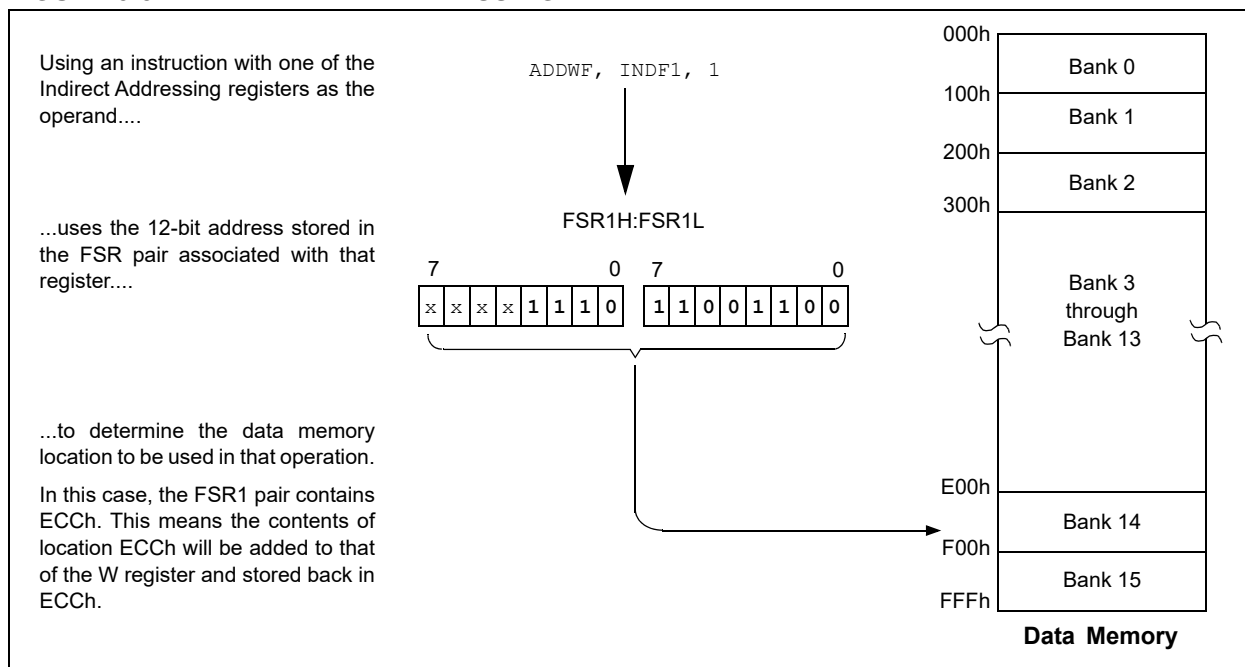 Using an instruction with one of the
Indirect Addressing registers as the
operand....
ADDWF, INDF1, 1
...uses the 12-bit address stored in
the FSR pair associated with that
register....
FSR1H:FSR1L
7 0 7 0
x x x x 1 1 1 0 1 1 0 0 1 1 0 0
...to determine the data memory
location to be used in that operation.
In this case, the FSR1 pair contains
ECCh. This means the contents of
location ECCh will be added to that
of the W register and stored back in
ECCh.
000h
Bank 0
100h
Bank 1
200h
Bank 2
300h
Bank 3
through
Bank 13
E00h
Bank 14
F00h
Bank 15
FFFh
Data Memory